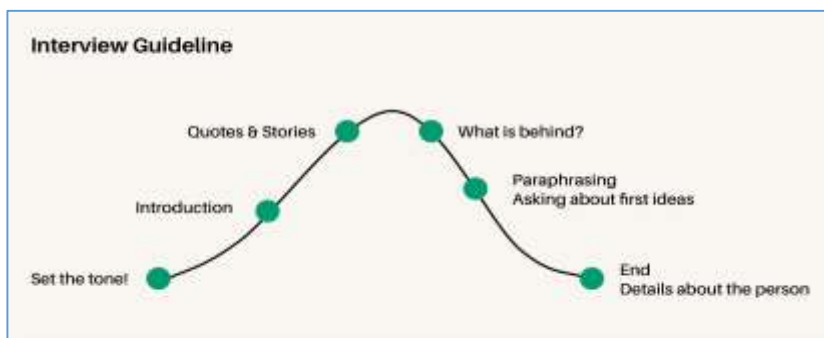 Interview Guideline
Set the tone!
Introduction
Quotes & Stories
What is behind?
Paraphrasing
Asking about first ideas
End
Details about the person